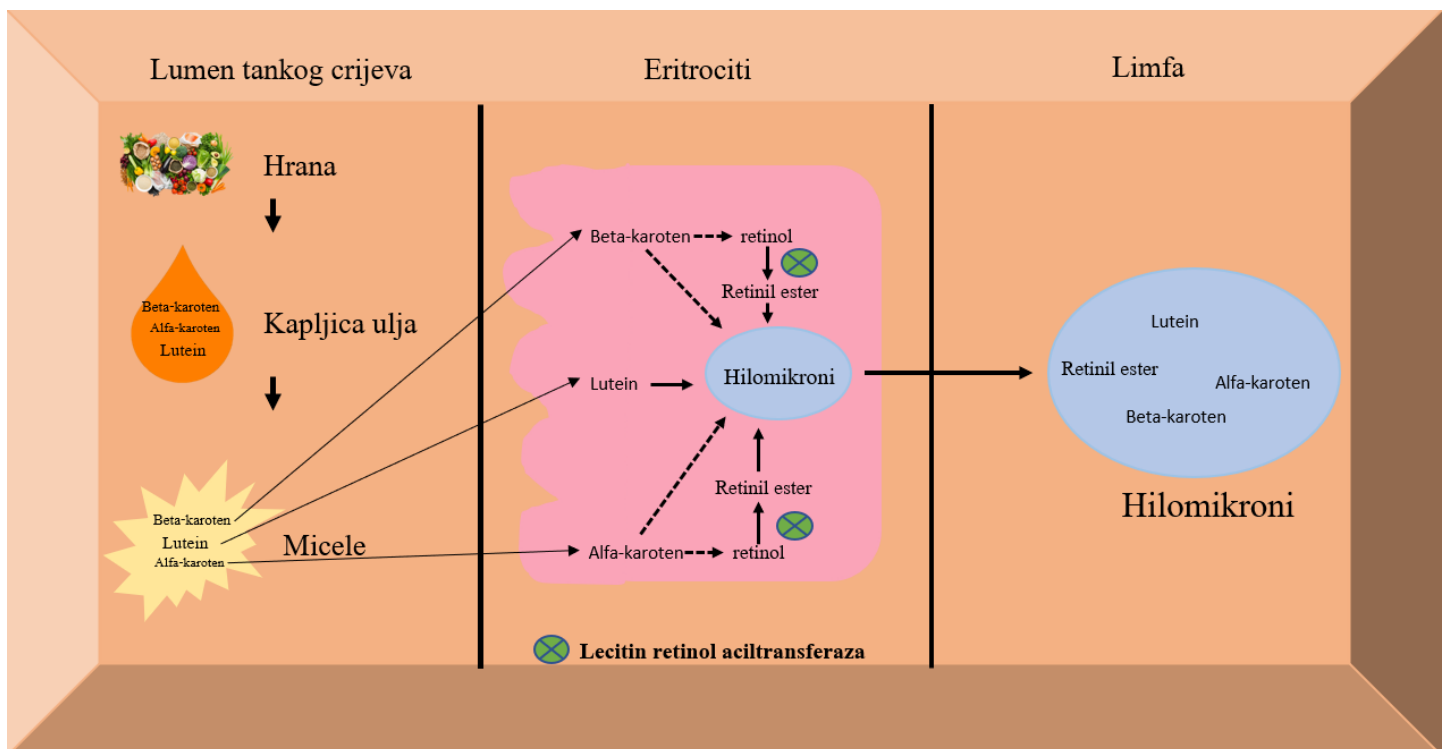 Lumen tankog crijeva
Eritrociti
Limfa
Hrana
Beta-karoten
Alfa-karoten
Lutein
Kapljica ulja
Beta-karoten
Lutein
Alfa-karoten
Micele
Beta-karoten
retinol
Retinil ester
Lutein
Hilomikroni
Retinil ester
Alfa-karoten
retinol
Lecitin retinol aciltransferaza
Lutein
Retinil ester
Alfa-karoten
Beta-karoten
Hilomikroni